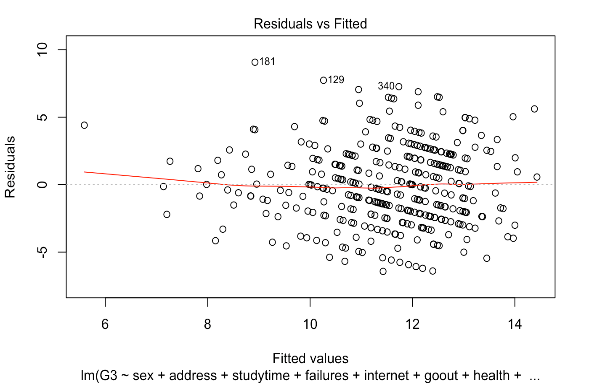 Residuals vs Fitted
10
5
0
-5
Residuals
181
129
340
6 8 10 12 14
Fitted values
lm(G3 ~ sex + address + studytime + failures + internet + goout + health + ...